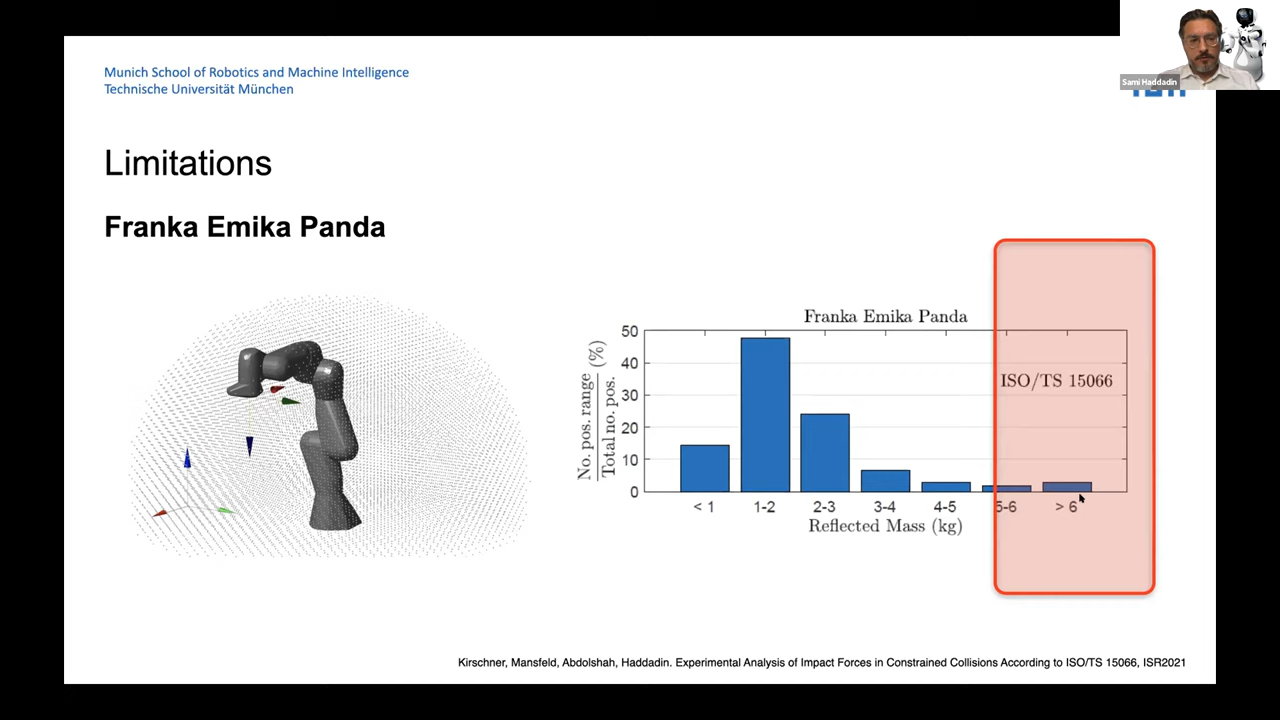 Sami Haddadin
Munich School of Robotics and Machine Intelligence
Technische Universität München
Limitations
Franka Emika Panda
Franka Emika Panda
No. pos. range
Total no. pos.
(%)
50
40
30
20
10
0
ISO/TS 15066
< 1 1-2 2-3 3-4 4-5 5-6 > 6
Reflected Mass (kg)
Kirschner, Mansfeld, Abdolshah, Haddadin. Experimental Analysis of Impact Forces in Constrained Collisions According to ISO/TS 15066, ISR2021